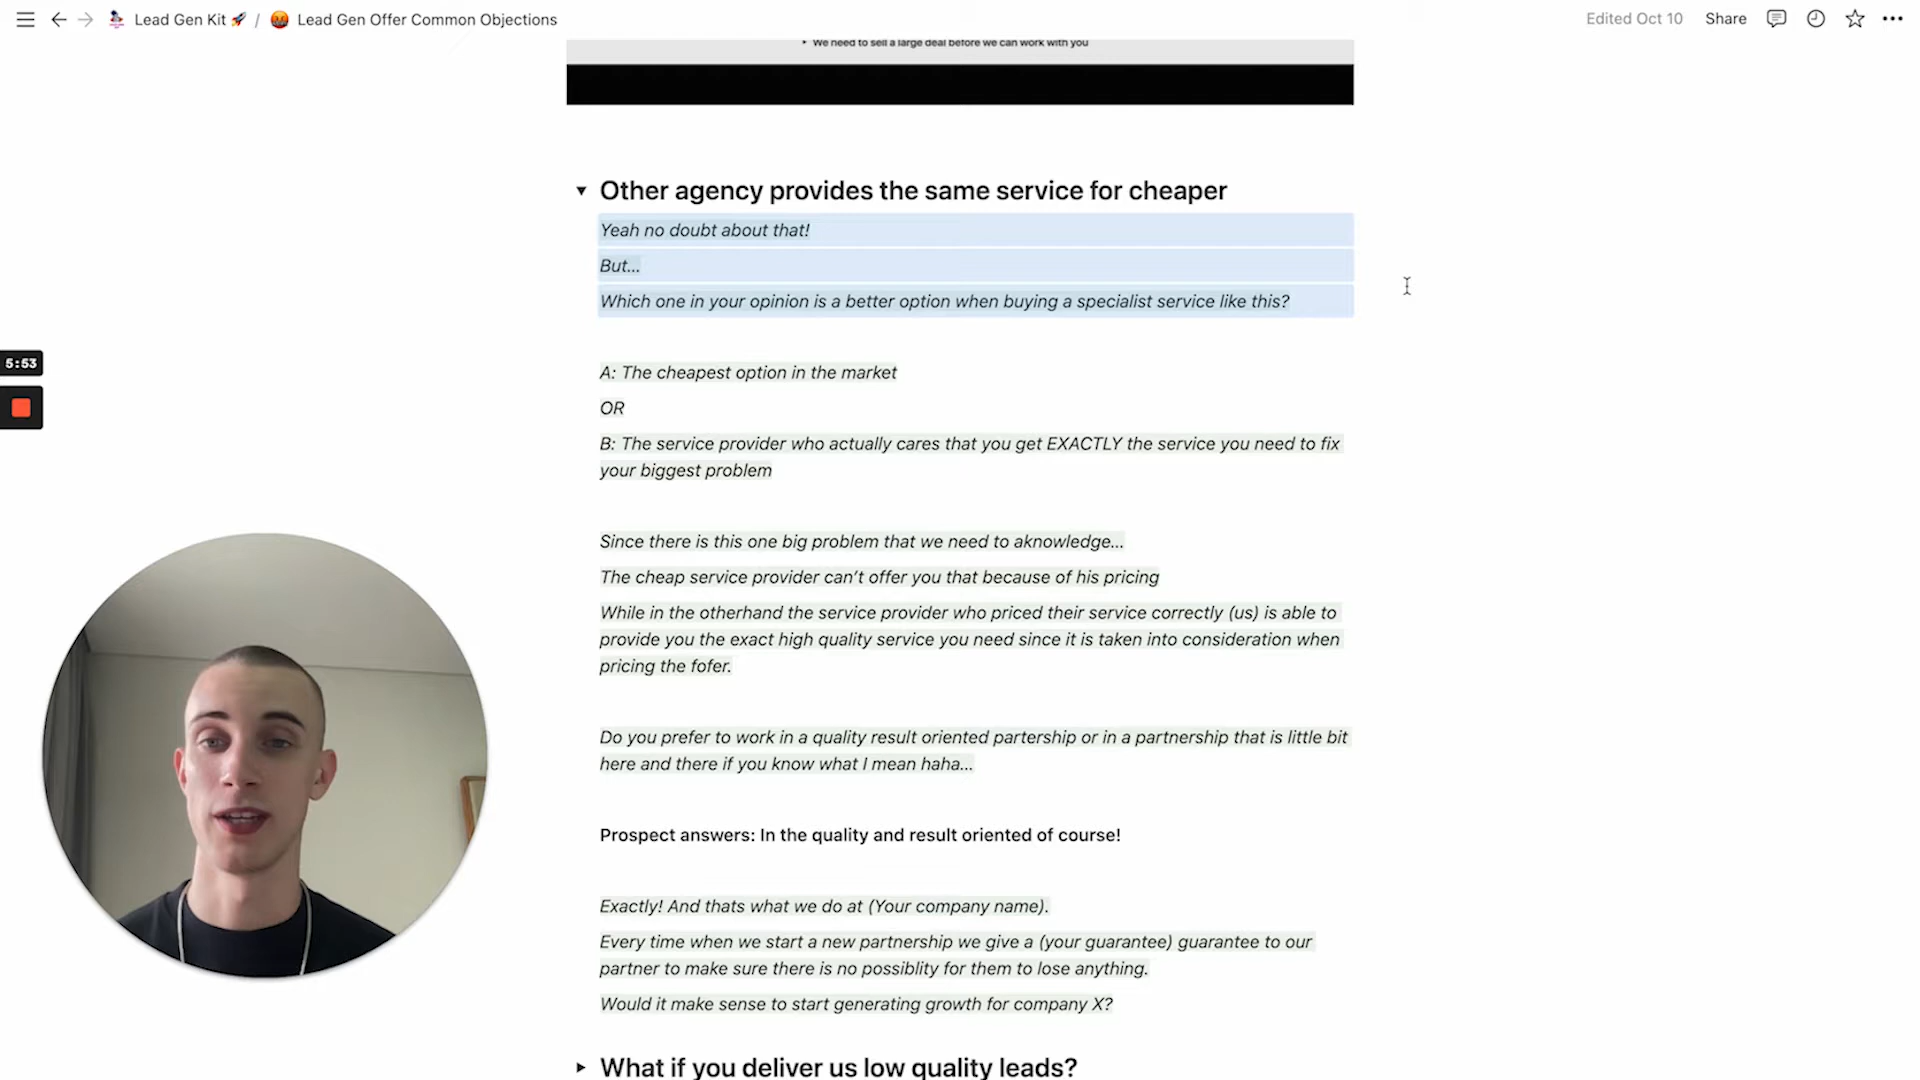 Lead Gen Kit 🚀 / 🤬 Lead Gen Offer Common Objections
Edited Oct 10 Share
We need to sell a large deal before we can work with you
Other agency provides the same service for cheaper
Yeah no doubt about that!
But...
Which one in your opinion is a better option when buying a specialist service like this?
5:53
A: The cheapest option in the market
OR
B: The service provider who actually cares that you get EXACTLY the service you need to fix
your biggest problem
Since there is this one big problem that we need to aknowledge...
The cheap service provider can’t offer you that because of his pricing
While in the otherhand the service provider who priced their service correctly (us) is able to
provide you the exact high quality service you need since it is taken into consideration when
pricing the fofer.
Do you prefer to work in a quality result oriented partership or in a partnership that is little bit
here and there if you know what I mean haha...
Prospect answers: In the quality and result oriented of course!
Exactly! And thats what we do at (Your company name).
Every time when we start a new partnership we give a (your guarantee) guarantee to our
partner to make sure there is no possiblity for them to lose anything.
Would it make sense to start generating growth for company X?
What if you deliver us low quality leads?